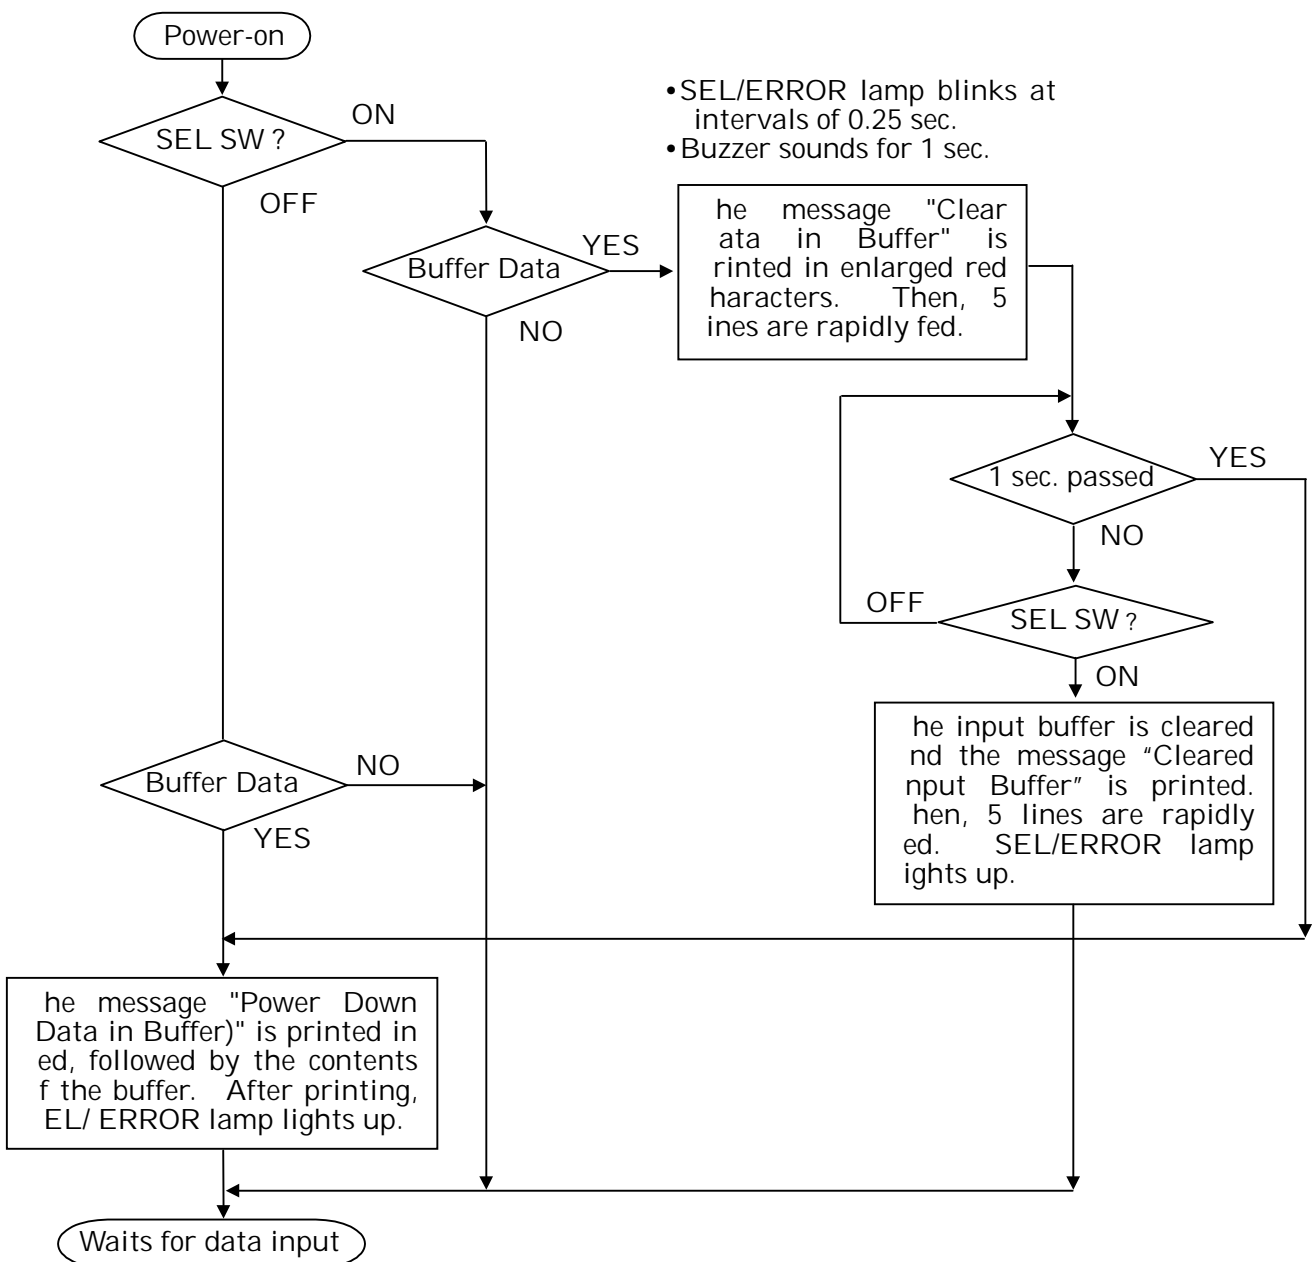 Power-on
SEL SW ?
ON
OFF
•SEL/ERROR lamp blinks at
intervals of 0.25 sec.
•Buzzer sounds for 1 sec.
Buffer Data
YES
NO
he message "Clear
ata in Buffer" is
rinted in enlarged red
haracters. Then, 5
ines are rapidly fed.
1 sec. passed
YES
NO
SEL SW ?
OFF
ON
he input buffer is cleared
nd the message “Cleared
nput Buffer” is printed.
hen, 5 lines are rapidly
ed. SEL/ERROR lamp
ights up.
Buffer Data
NO
YES
he message "Power Down
Data in Buffer)" is printed in
ed, followed by the contents
f the buffer. After printing,
EL/ ERROR lamp lights up.
Waits for data input